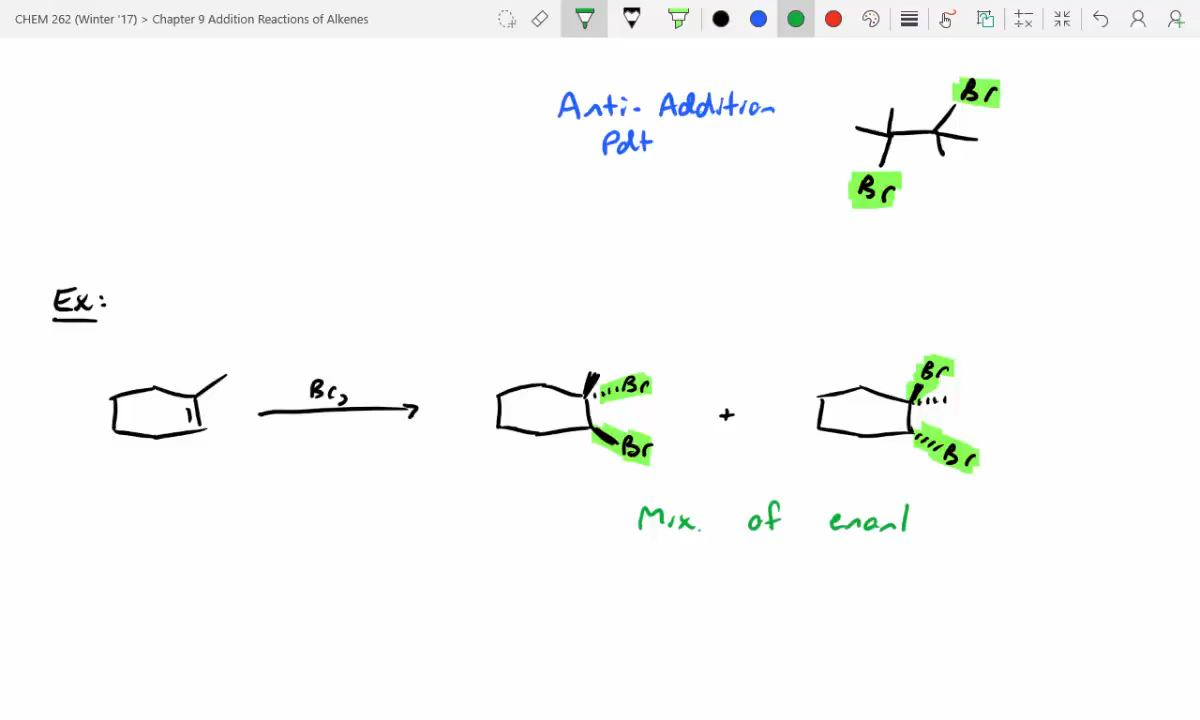 CHEM 262 (Winter '17) > Chapter 9 Addition Reactions of Alkenes
Anti-Addition
Pdt
Br
Br
Ex:
Br₂
Br
Br
+
Br
Br
Mix. of enant